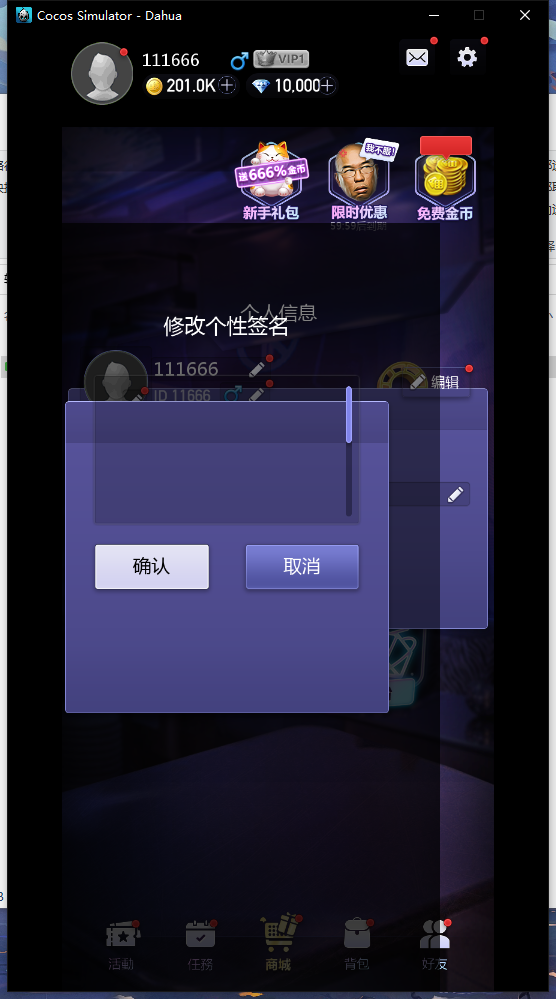 Cocos Simulator - Dahua
111666
VIP1
201.0K
10,000
送666%金币
新手礼包
我不服!
限时优惠
59:59后到期
免费金币
个人信息
修改个性签名
111666
编辑
ID 11666
确认
取消
活動
任務
商城
背包
好友